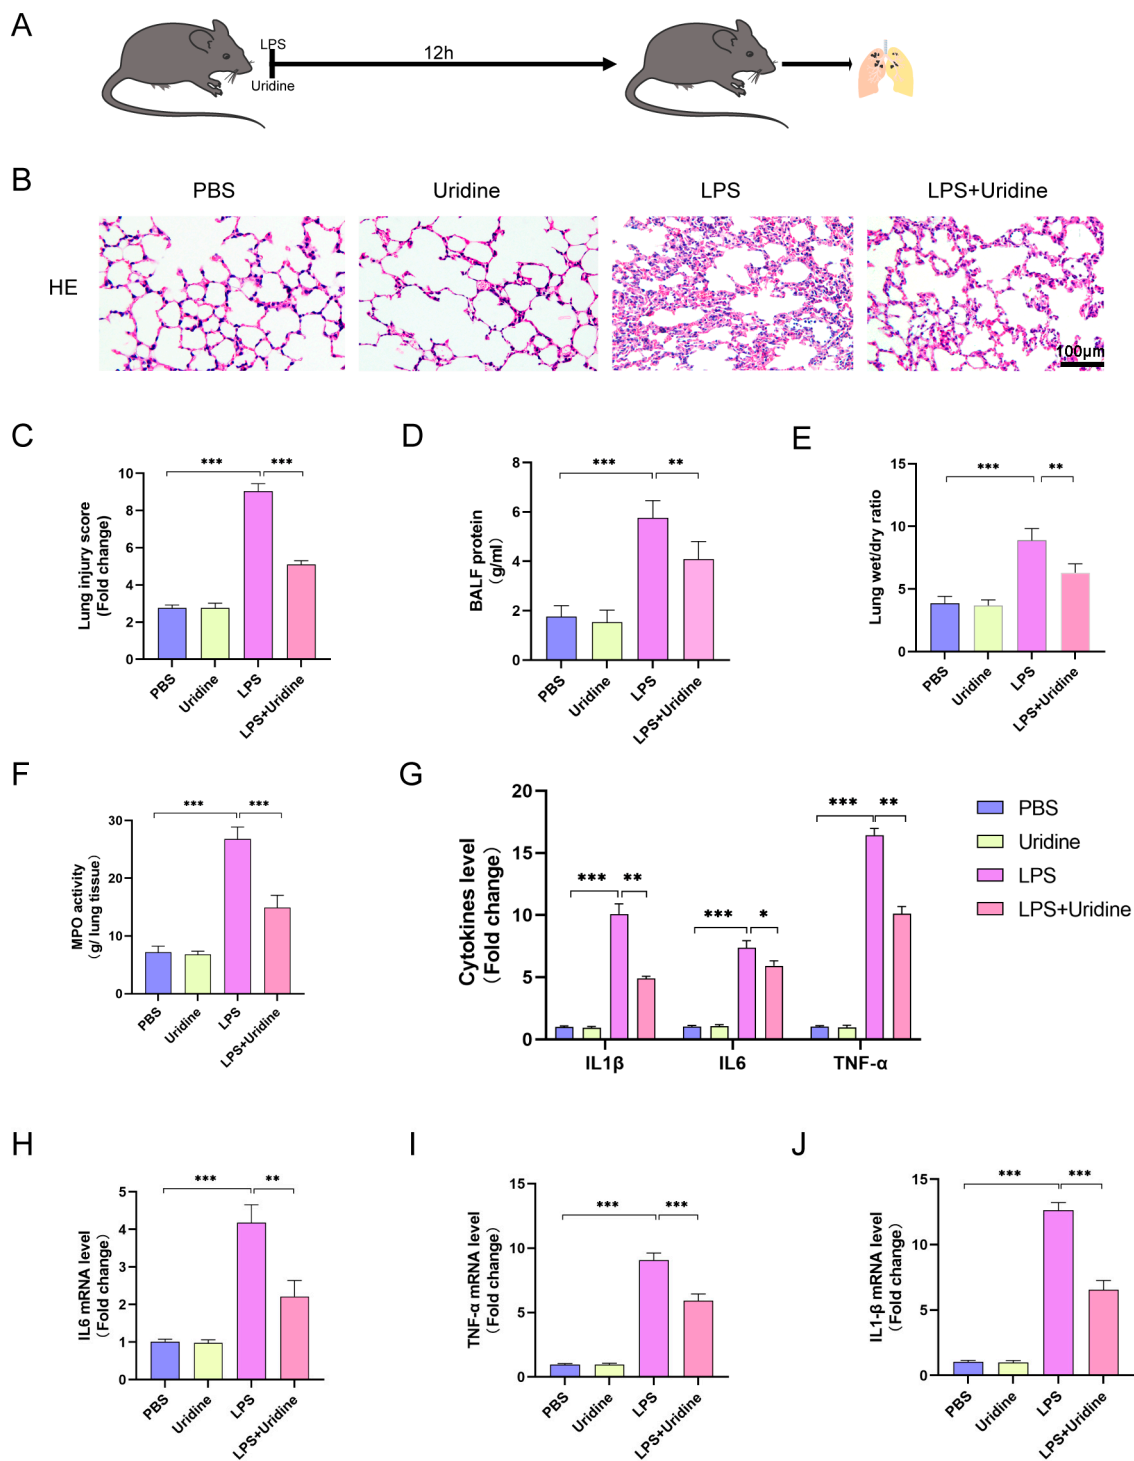 A
LPS
12h
Uridine
B
PBS
Uridine
LPS
LPS+Uridine
HE
100μm
C
Lung injury score
(Fold change)
10
8
6
4
2
0
***
***
PBS
Uridine
LPS
LPS+Uridine
D
BALF protein
(g/ml)
8
6
4
2
0
***
**
PBS
Uridine
LPS
LPS+Uridine
E
Lung wet/dry ratio
15
10
5
0
***
**
PBS
Uridine
LPS
LPS+Uridine
F
MPO activity
(g/ lung tissue)
30
20
10
0
***
***
PBS
Uridine
LPS
LPS+Uridine
G
Cytokines level
(Fold change)
20
15
10
5
0
***
**
***
*
***
**
IL1β
IL6
TNF-α
PBS
Uridine
LPS
LPS+Uridine
H
IL6 mRNA level
(Fold change)
5
4
3
2
1
0
***
**
PBS
Uridine
LPS
LPS+Uridine
I
TNF-α mRNA level
(Fold change)
15
10
5
0
***
***
PBS
Uridine
LPS
LPS+Uridine
J
IL1-β mRNA level
(Fold change)
15
10
5
0
***
***
PBS
Uridine
LPS
LPS+Uridine